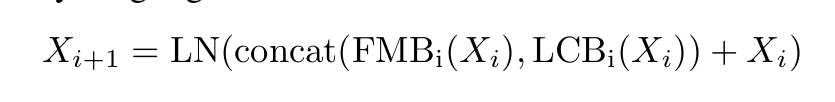 X_{i+1} = LN(concat(FMB_i(X_i), LCB_i(X_i)) + X_i)